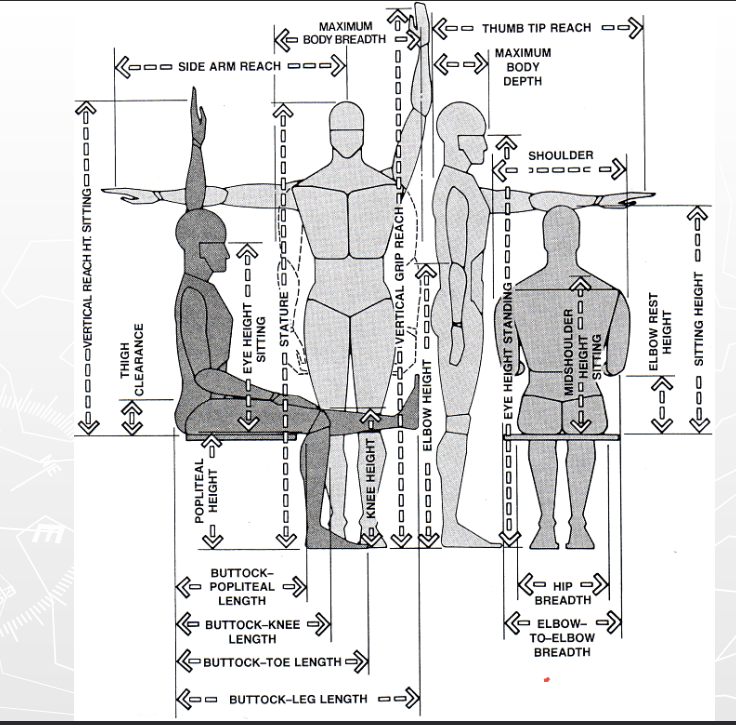 MAXIMUM
BODY BREADTH
THUMB TIP REACH
SIDE ARM REACH
MAXIMUM
BODY
DEPTH
SHOULDER
VERTICAL REACH HT. SITTING
THIGH
CLEARANCE
EYE HEIGHT
SITTING
STATURE
VERTICAL GRIP REACH
ELBOW HEIGHT
EYE HEIGHT STANDING
MIDSHOULDER
HEIGHT
SITTING
ELBOW REST
HEIGHT
SITTING HEIGHT
POPLITEAL
HEIGHT
KNEE HEIGHT
BUTTOCK–
POPLITEAL
LENGTH
BUTTOCK–KNEE
LENGTH
BUTTOCK–TOE LENGTH
BUTTOCK–LEG LENGTH
HIP
BREADTH
ELBOW–
TO–ELBOW
BREADTH